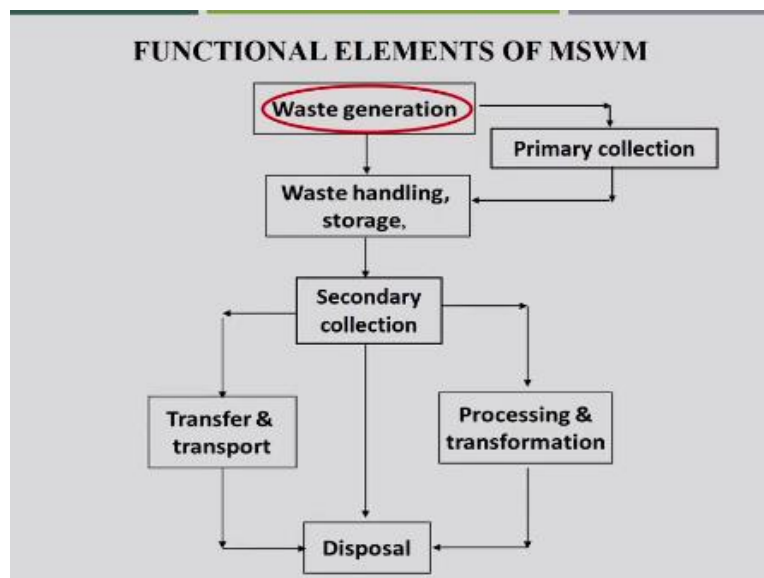 FUNCTIONAL ELEMENTS OF MSWM
Waste generation
Primary collection
Waste handling,
storage,
Secondary
collection
Transfer &
transport
Processing &
transformation
Disposal